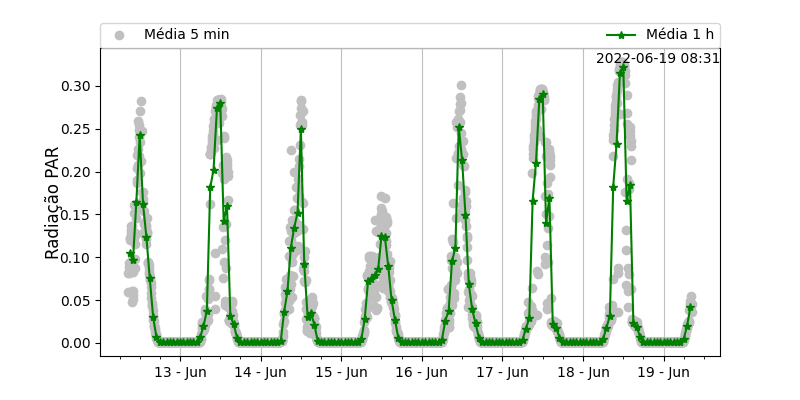 Média 5 min
Média 1 h
2022-06-19 08:31
Radiação PAR
0.30
0.25
0.20
0.15
0.10
0.05
0.00
13 - Jun
14 - Jun
15 - Jun
16 - Jun
17 - Jun
18 - Jun
19 - Jun